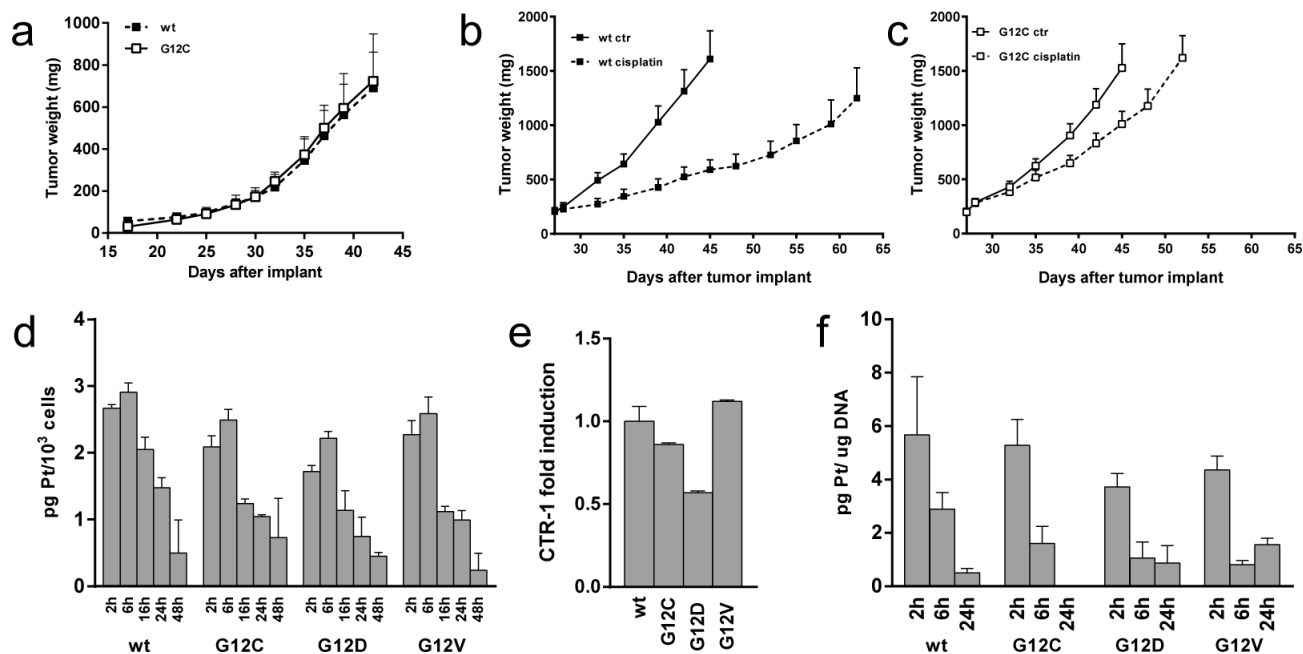 a
wt
G12C
Tumor weight (mg)
1000
800
600
400
200
0
15 20 25 30 35 40 45
Days after implant
b
wt ctr
wt cisplatin
Tumor weight (mg)
2000
1500
1000
500
0
30 35 40 45 50 55 60 65
Days after tumor implant
c
G12C ctr
G12C cisplatin
Tumor weight (mg)
2000
1500
1000
500
0
30 35 40 45 50 55 60 65
Days after tumor implant
d
pg Pt/10³ cells
4
3
2
1
0
2h 6h 16h 24h 48h 2h 6h 16h 24h 48h 2h 6h 16h 24h 48h 2h 6h 16h 24h 48h
wt G12C G12D G12V
e
CTR-1 fold induction
1.5
1.0
0.5
0.0
wt G12C G12D G12V
f
pg Pt/ ug DNA
10
8
6
4
2
0
2h 6h 24h 2h 6h 24h 2h 6h 24h 2h 6h 24h
wt G12C G12D G12V